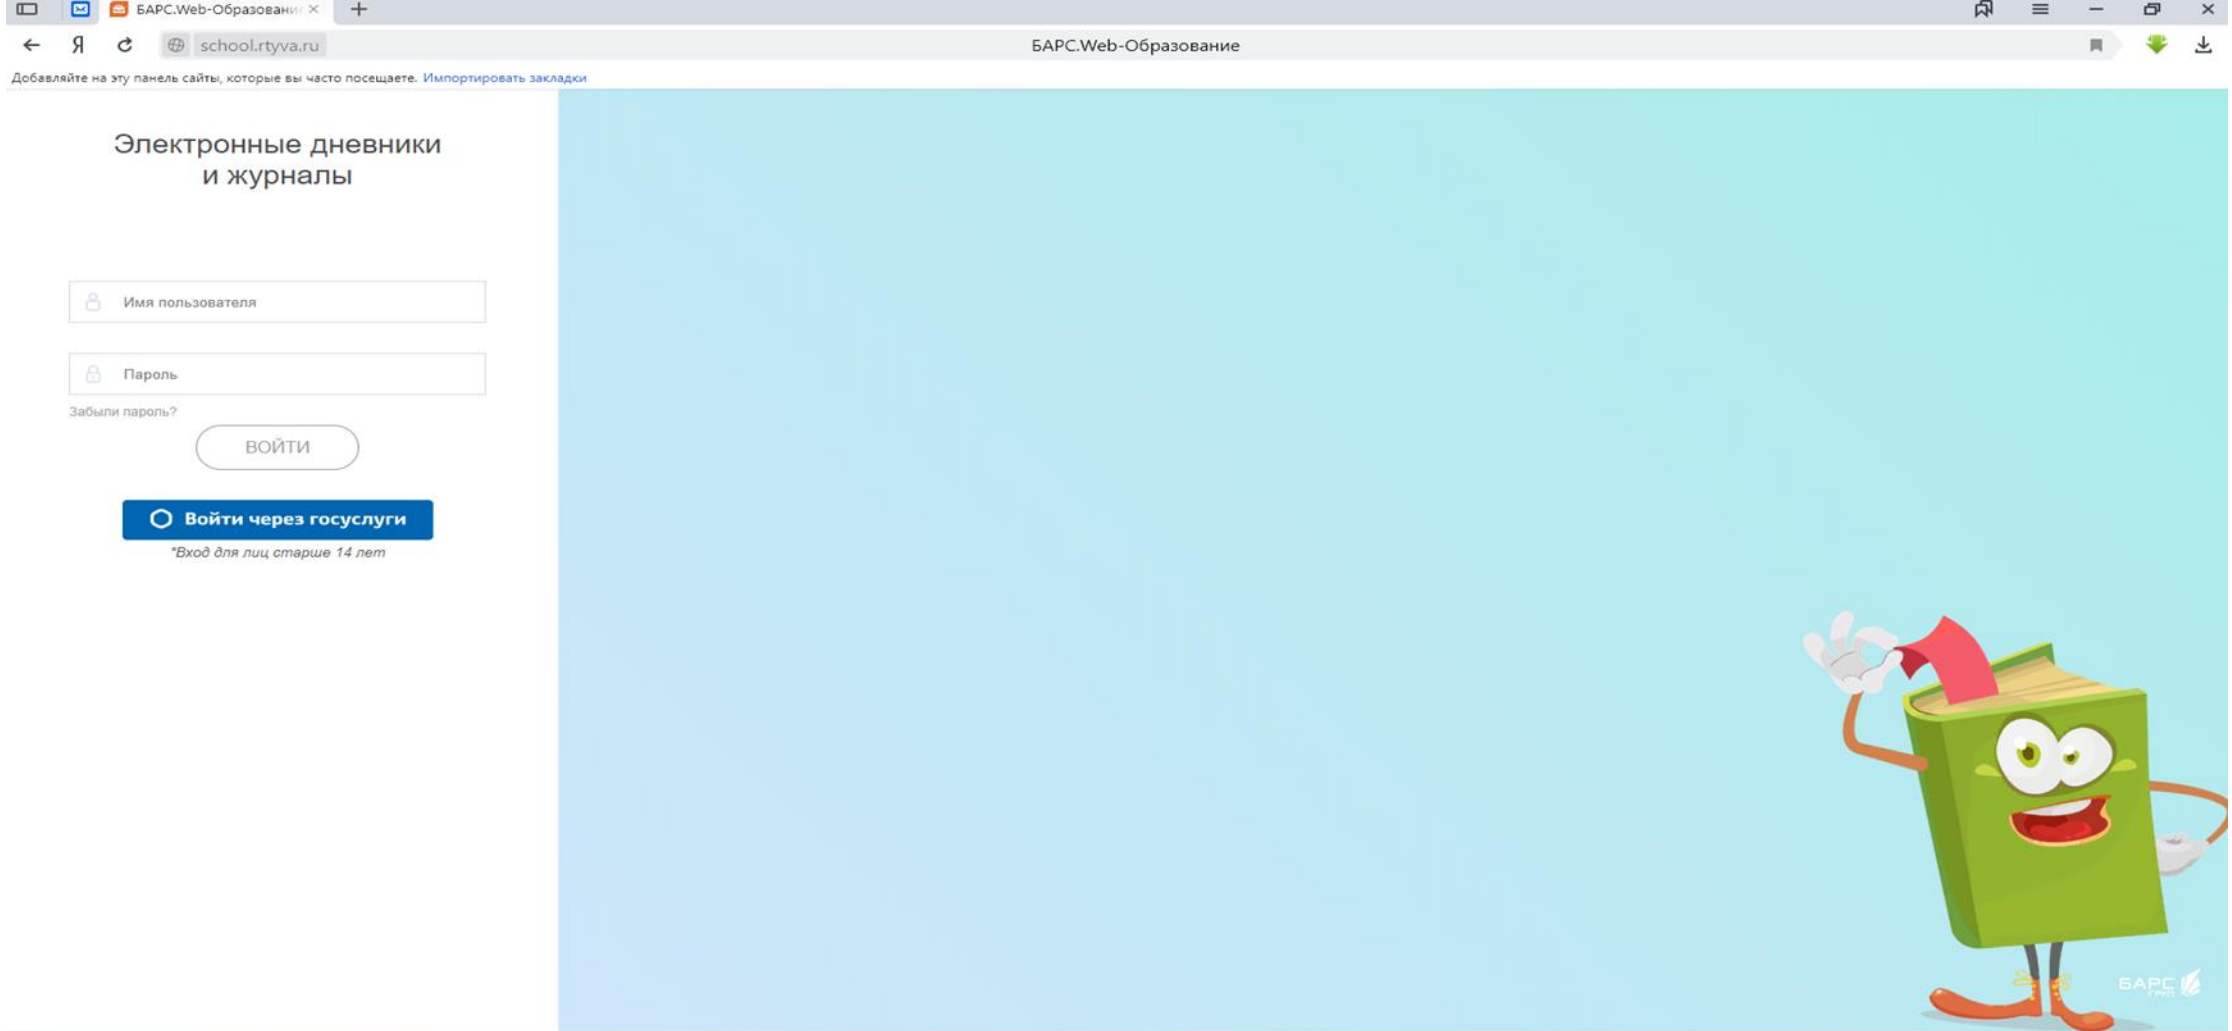 БАРС.Web-Образовани
Я
school.rtyva.ru
БАРС.Web-Образование
Добавляйте на эту панель сайты, которые вы часто посещаете. Импортировать закладки
Электронные дневники
и журналы
Имя пользователя
Пароль
Забыли пароль?
ВОЙТИ
Войти через госуслуги
*Вход для лиц старше 14 лет
БАРС
ГРУП